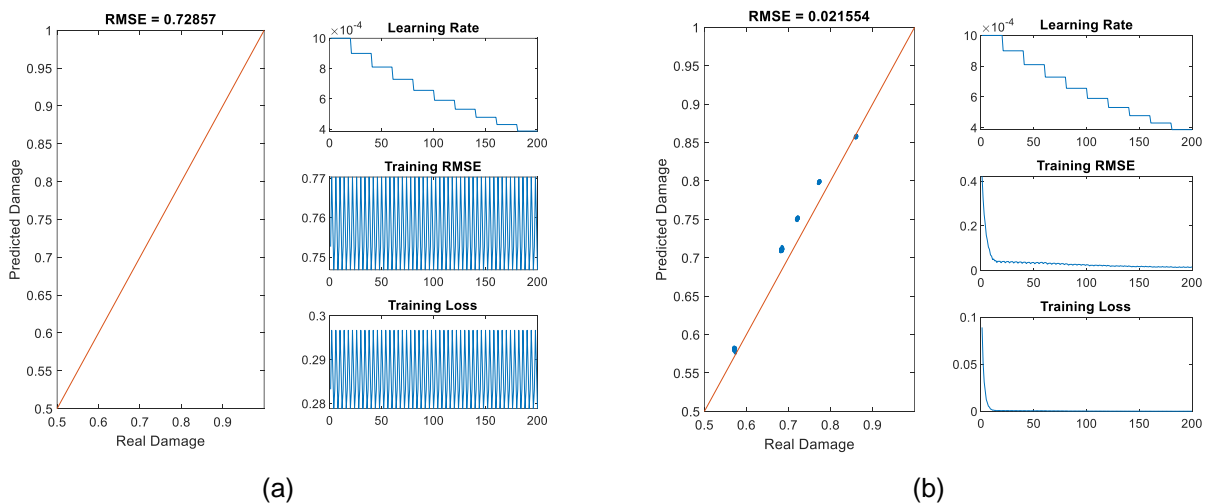 RMSE = 0.72857
Predicted Damage
1
0.95
0.9
0.85
0.8
0.75
0.7
0.65
0.6
0.55
0.5
0.5 0.6 0.7 0.8 0.9
Real Damage
Learning Rate
×10⁻⁴
10
8
6
4
0 50 100 150 200
Training RMSE
0.77
0.76
0.75
0 50 100 150 200
Training Loss
0.3
0.29
0.28
0 50 100 150 200
(a)
RMSE = 0.021554
Predicted Damage
1
0.95
0.9
0.85
0.8
0.75
0.7
0.65
0.6
0.55
0.5
0.5 0.6 0.7 0.8 0.9
Real Damage
Learning Rate
×10⁻⁴
10
8
6
4
0 50 100 150 200
Training RMSE
0.4
0.2
0
0 50 100 150 200
Training Loss
0.1
0.05
0
0 50 100 150 200
(b)